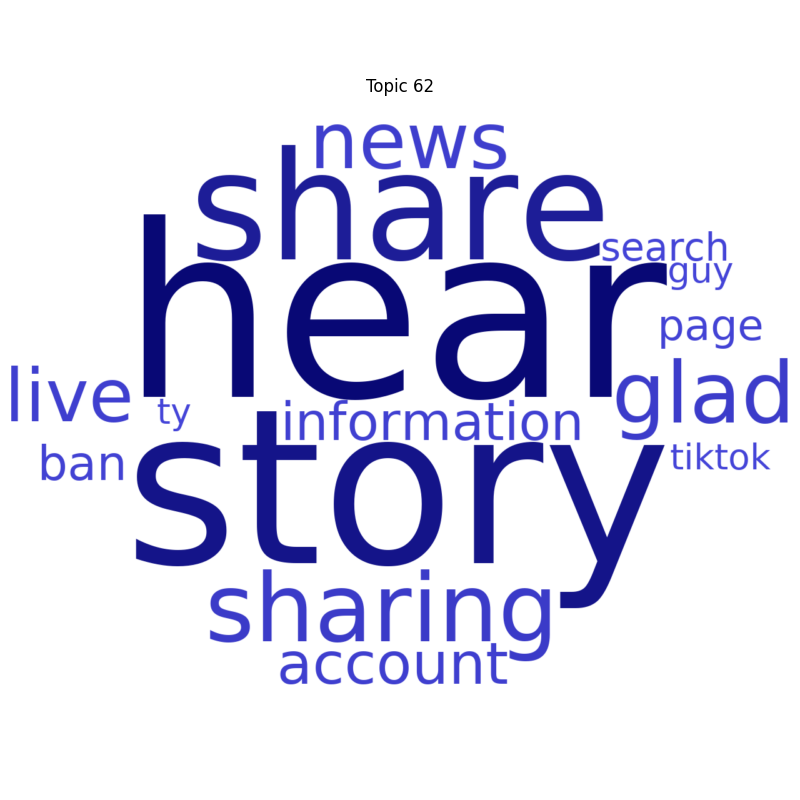 Topic 62
news
share
search
hear
guy
page
live
glad
ty
information
ban
story
tiktok
sharing
account